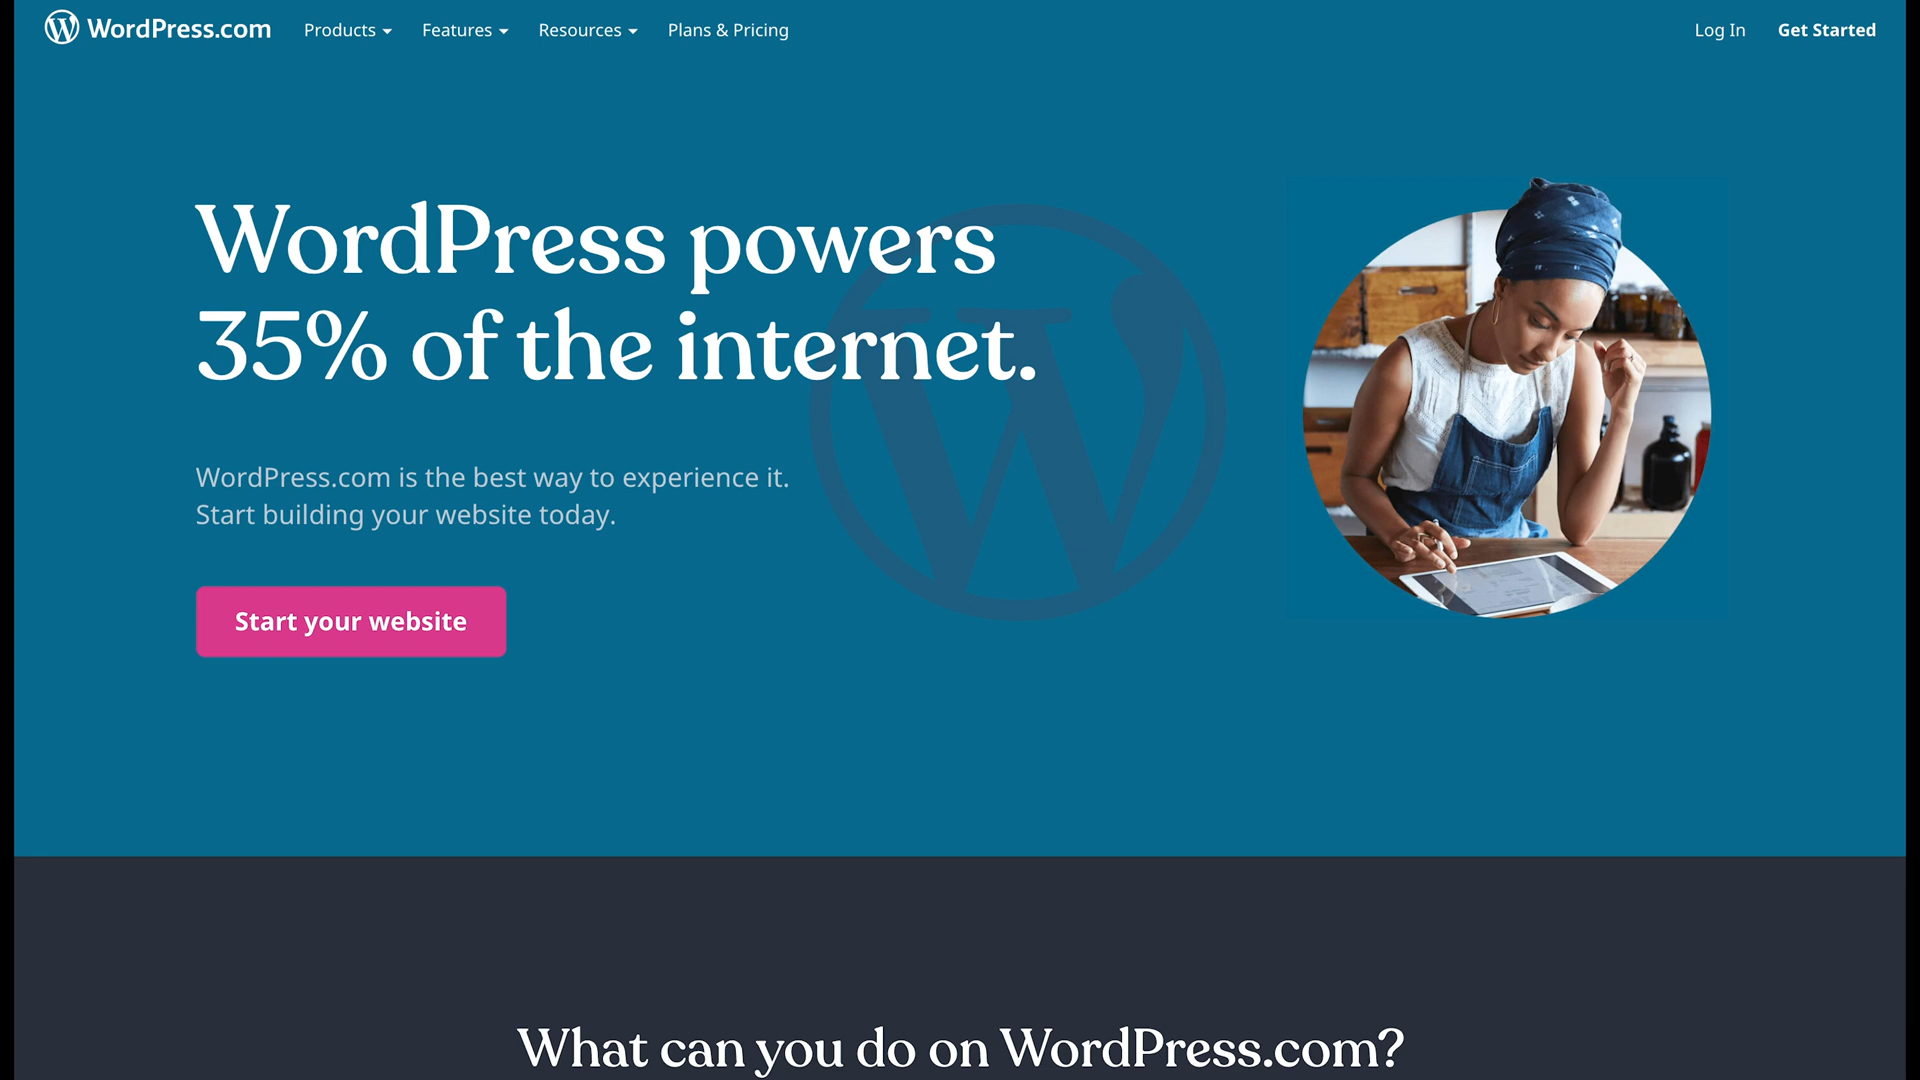 WordPress.com Products Features Resources Plans & Pricing Log In Get Started
WordPress powers
35% of the internet.
WordPress.com is the best way to experience it.
Start building your website today.
Start your website
What can you do on WordPress.com?